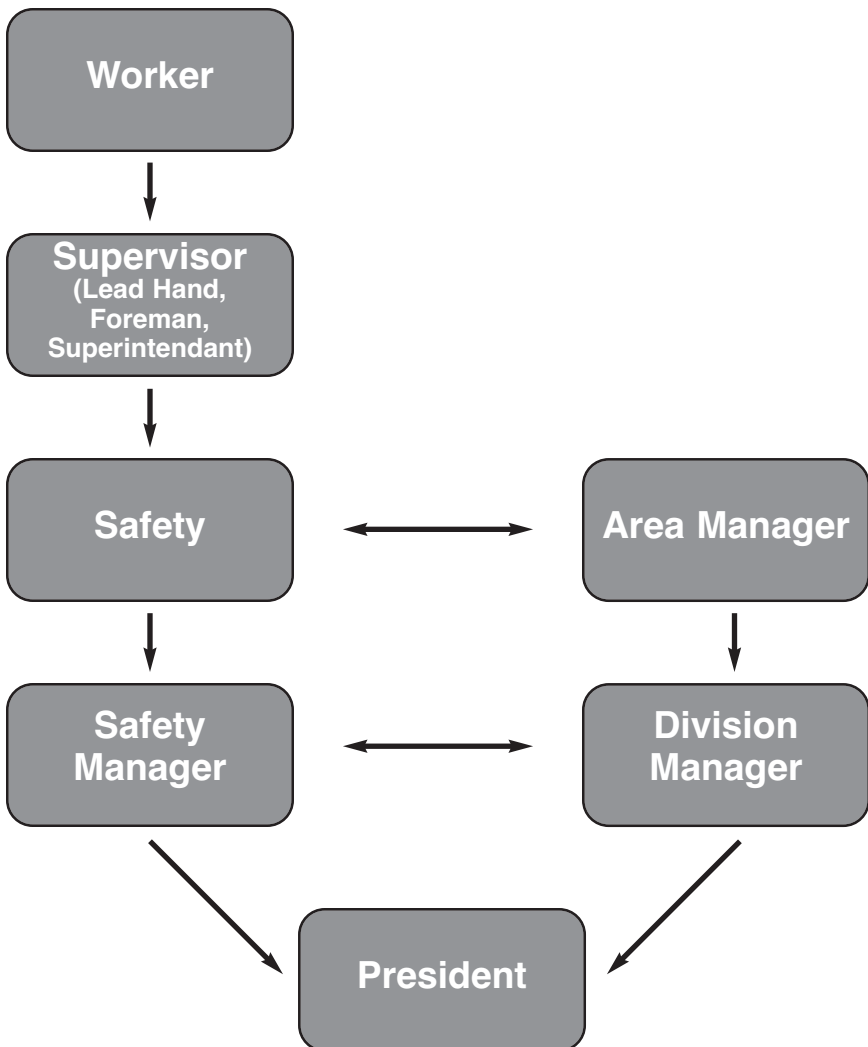 Worker
Supervisor
(Lead Hand,
Foreman,
Superintendant)
Safety
Area Manager
Safety
Manager
Division
Manager
President